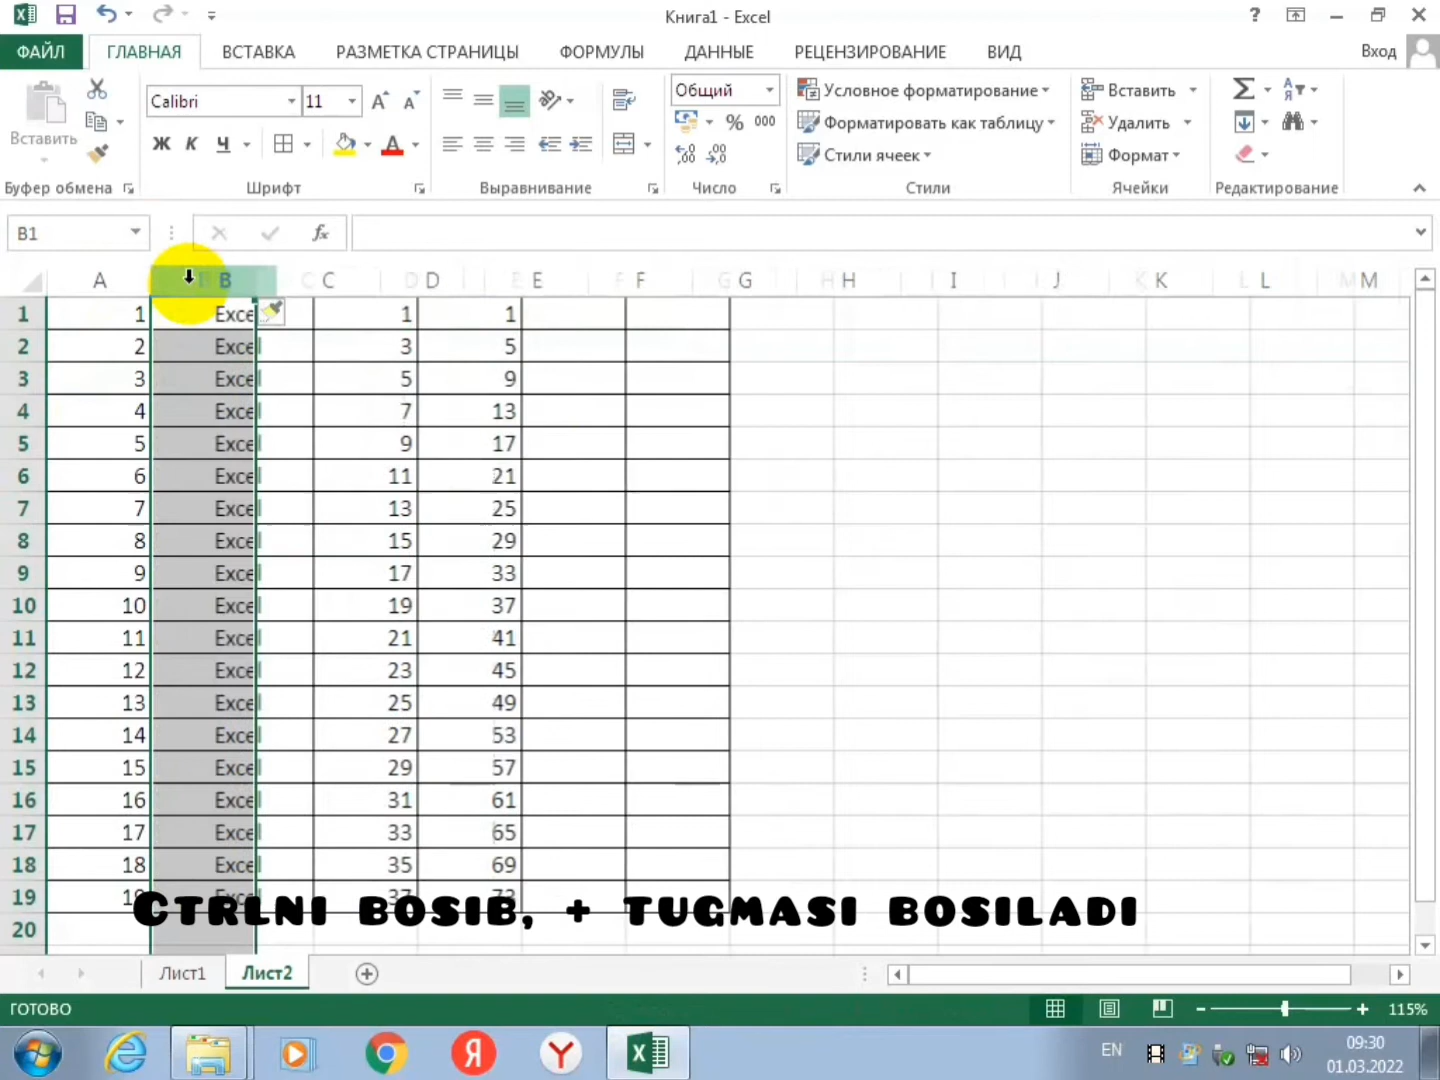 Книга1 - Excel
ФАЙЛ ГЛАВНАЯ ВСТАВКА РАЗМЕТКА СТРАНИЦЫ ФОРМУЛЫ ДАННЫЕ РЕЦЕНЗИРОВАНИЕ ВИД Вход
Вставить Calibri 11 Общий Условное форматирование Вставить
Ж К Ч % 000 Форматировать как таблицу Удалить
Стили ячеек Формат
Буфер обмена Шрифт Выравнивание Число Стили Ячейки Редактирование
B1
A B C D E F G H I J K L M
1 1 Excel 1 1
2 2 Excel 3 5
3 3 Excel 5 9
4 4 Excel 7 13
5 5 Excel 9 17
6 6 Excel 11 21
7 7 Excel 13 25
8 8 Excel 15 29
9 9 Excel 17 33
10 10 Excel 19 37
11 11 Excel 21 41
12 12 Excel 23 45
13 13 Excel 25 49
14 14 Excel 27 53
15 15 Excel 29 57
16 16 Excel 31 61
17 17 Excel 33 65
18 18 Excel 35 69
19
Ctrlni bosib, + tugmasi bosiladi
20
Лист1 Лист2
ГОТОВО 115%
EN 09:30
01.03.2022